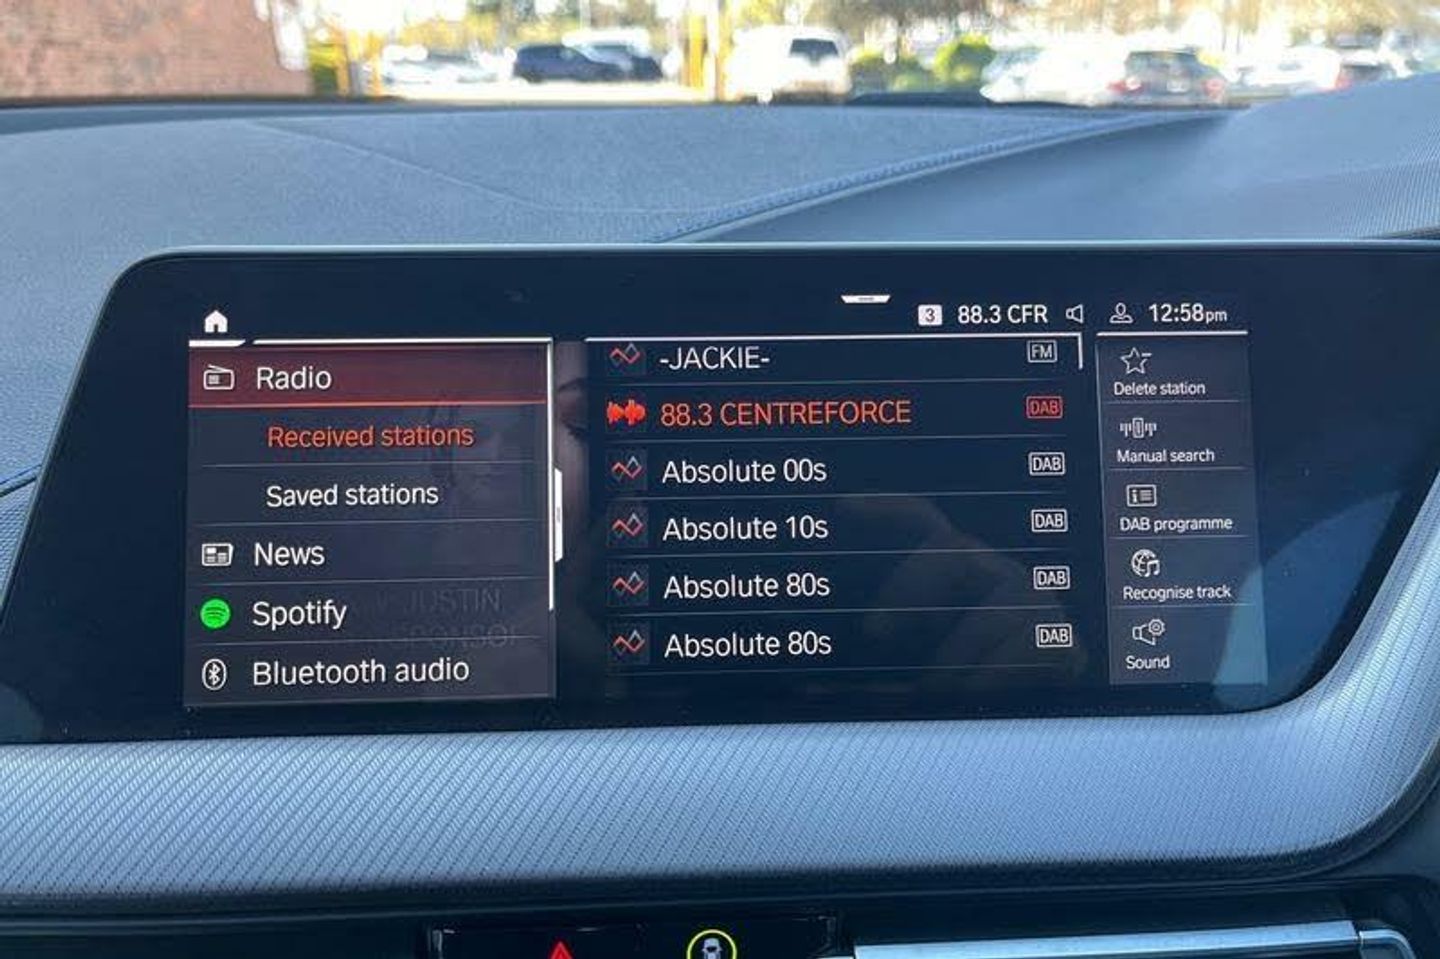 3 88.3 CFR 12:58pm
Radio
Received stations
Saved stations
News
Spotify
Bluetooth audio
-JACKIE- FM
88.3 CENTREFORCE DAB
Absolute 00s DAB
Absolute 10s DAB
Absolute 80s DAB
Absolute 80s DAB
Delete station
Manual search
DAB programme
Recognise track
Sound
JUSTIN